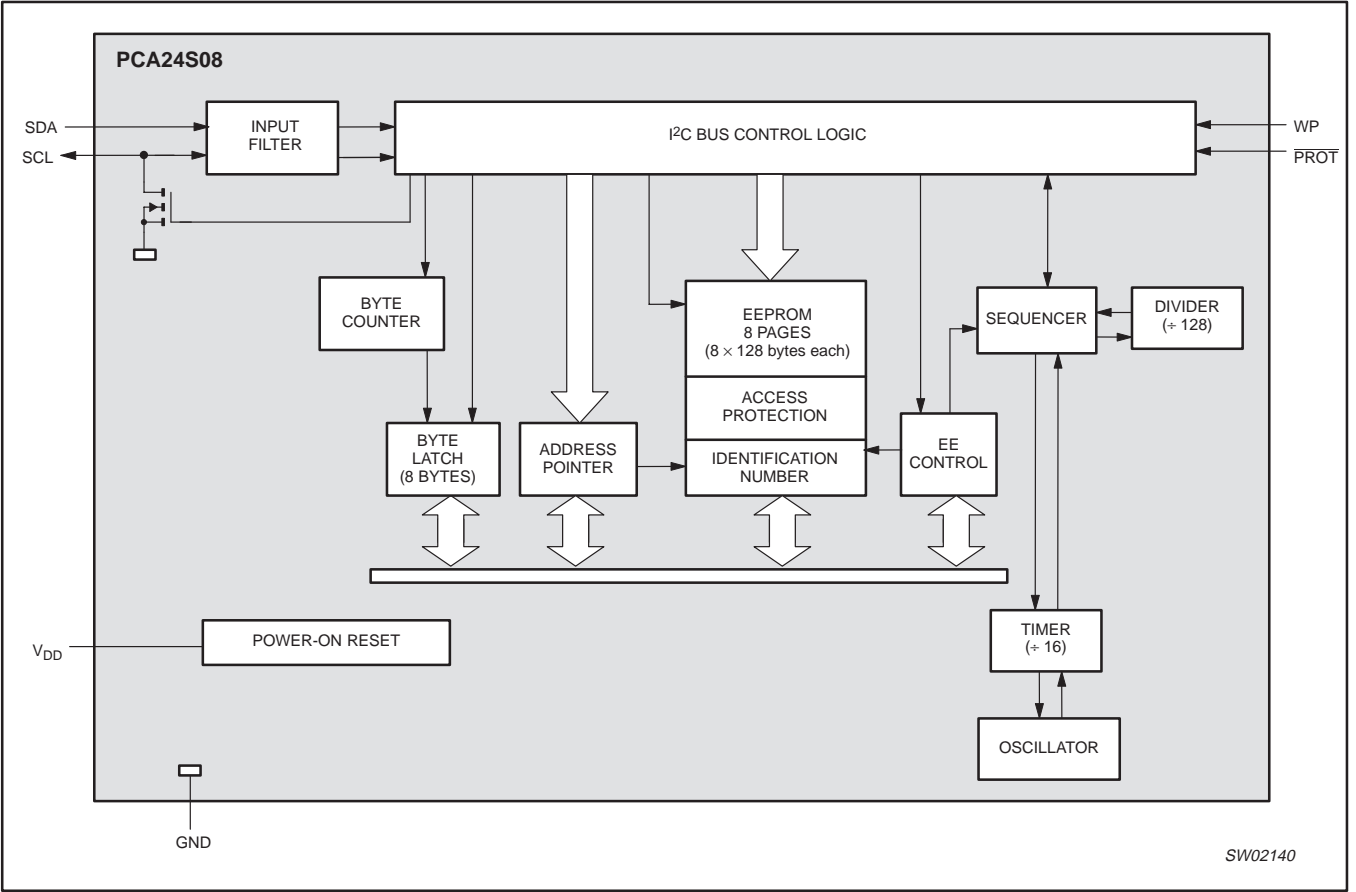 PCA24S08
SDA
SCL
INPUT
FILTER
I²C BUS CONTROL LOGIC
WP
PROT
BYTE
COUNTER
EEPROM
8 PAGES
(8 × 128 bytes each)
SEQUENCER
DIVIDER
(÷ 128)
ACCESS
PROTECTION
BYTE
LATCH
(8 BYTES)
ADDRESS
POINTER
IDENTIFICATION
NUMBER
EE
CONTROL
VDD
POWER-ON RESET
TIMER
(÷ 16)
OSCILLATOR
GND
SW02140